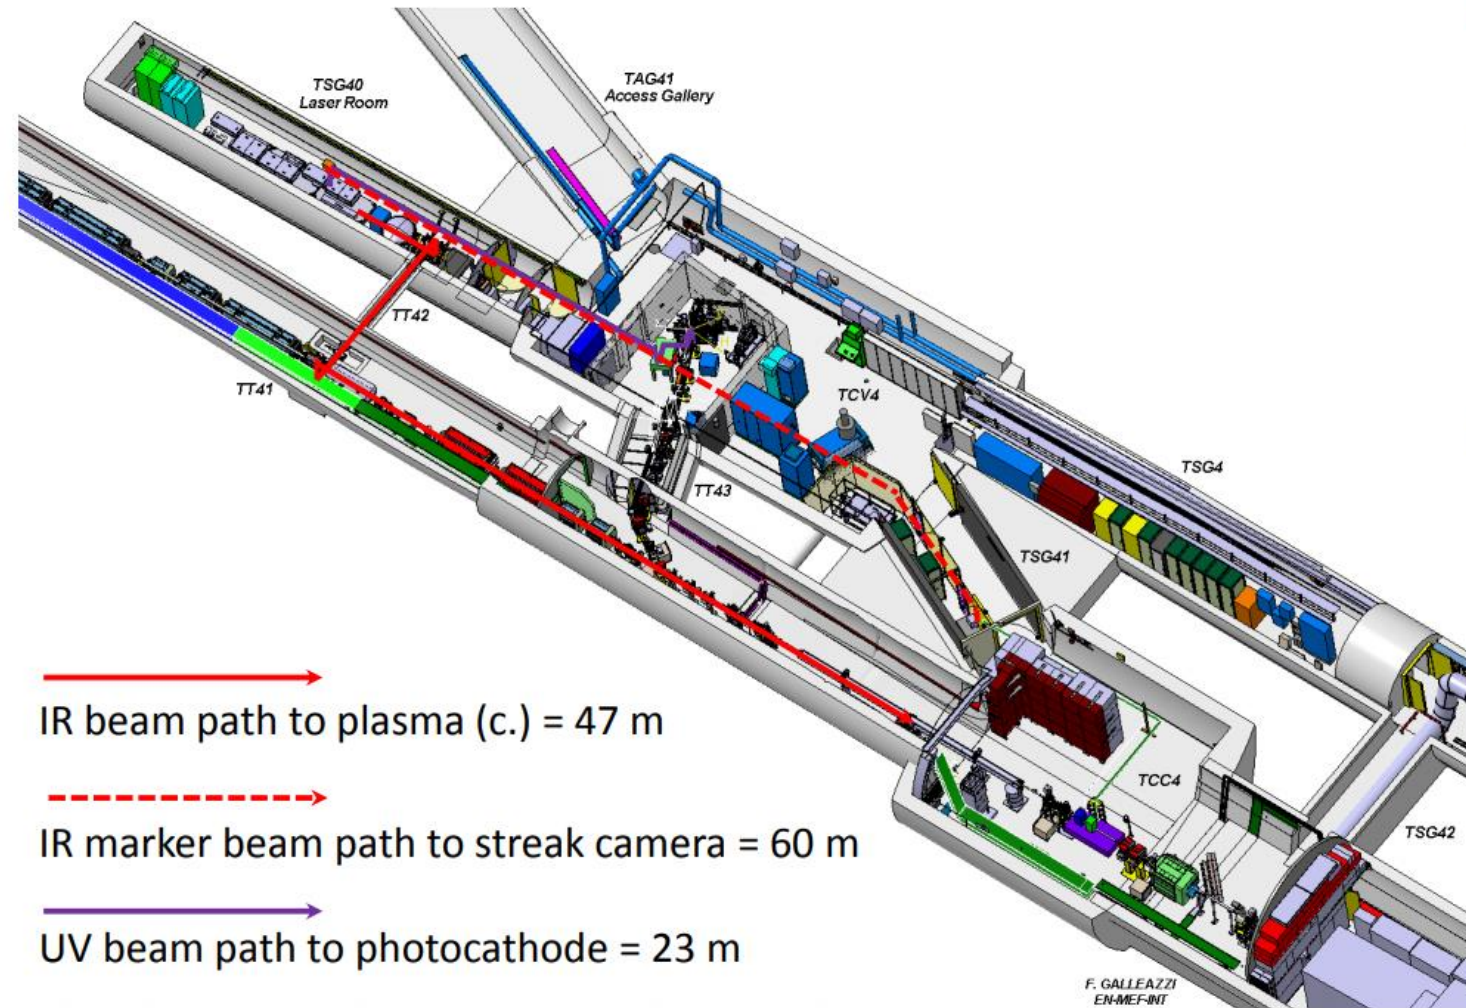 TSG40
Laser Room
TAG41
Access Gallery
TT42
TT41
TCV4
TSG4
TT43
TSG41
TCC4
TSG42
IR beam path to plasma (c.) = 47 m
IR marker beam path to streak camera = 60 m
UV beam path to photocathode = 23 m
F. GALLEAZZI
EN-MEF-INT